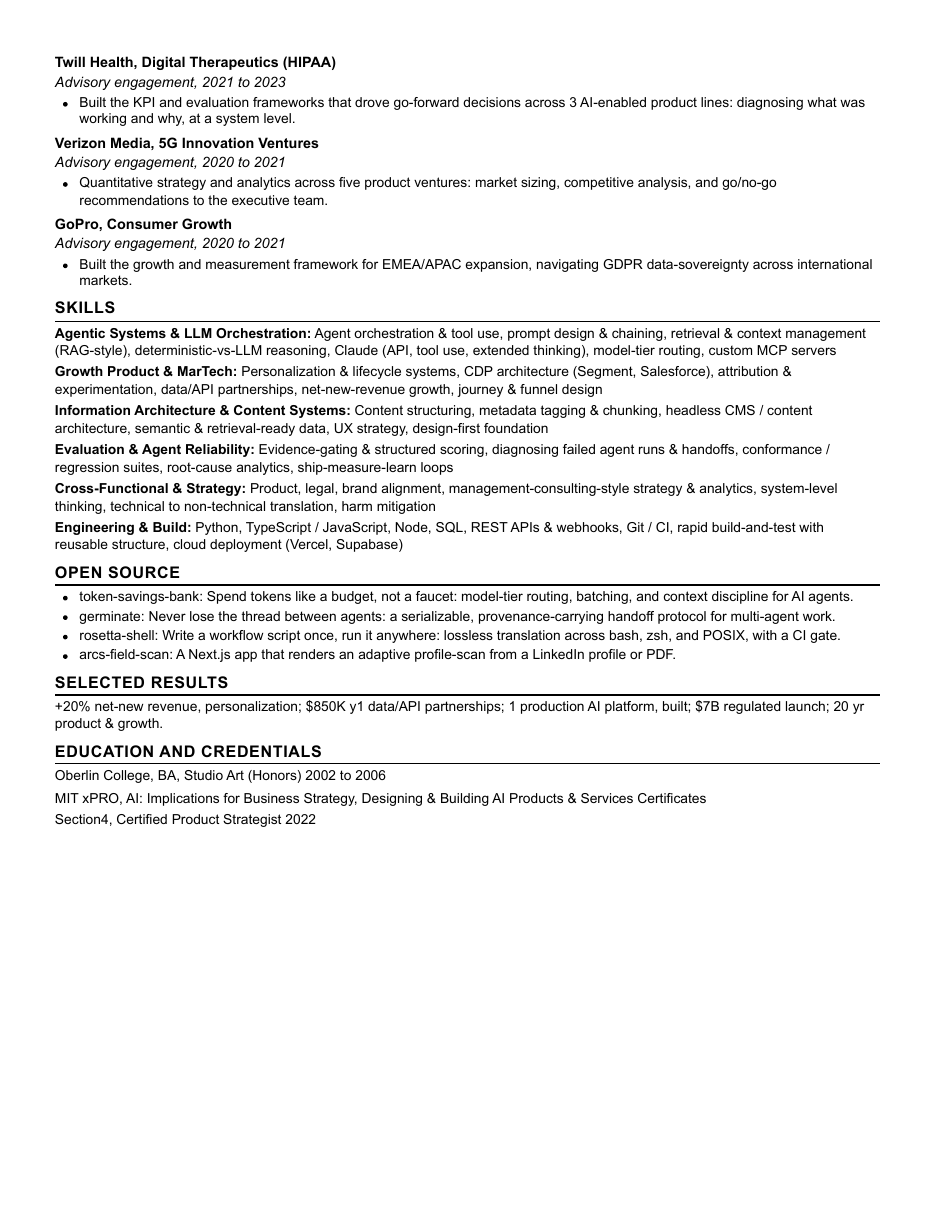 Twill Health, Digital Therapeutics (HIPAA)
Advisory engagement, 2021 to 2023
• Built the KPI and evaluation frameworks that drove go-forward decisions across 3 AI-enabled product lines: diagnosing what was
working and why, at a system level.
Verizon Media, 5G Innovation Ventures
Advisory engagement, 2020 to 2021
• Quantitative strategy and analytics across five product ventures: market sizing, competitive analysis, and go/no-go
recommendations to the executive team.
GoPro, Consumer Growth
Advisory engagement, 2020 to 2021
• Built the growth and measurement framework for EMEA/APAC expansion, navigating GDPR data-sovereignty across international
markets.
SKILLS
Agentic Systems & LLM Orchestration: Agent orchestration & tool use, prompt design & chaining, retrieval & context management
(RAG-style), deterministic-vs-LLM reasoning, Claude (API, tool use, extended thinking), model-tier routing, custom MCP servers
Growth Product & MarTech: Personalization & lifecycle systems, CDP architecture (Segment, Salesforce), attribution &
experimentation, data/API partnerships, net-new-revenue growth, journey & funnel design
Information Architecture & Content Systems: Content structuring, metadata tagging & chunking, headless CMS / content
architecture, semantic & retrieval-ready data, UX strategy, design-first foundation
Evaluation & Agent Reliability: Evidence-gating & structured scoring, diagnosing failed agent runs & handoffs, conformance /
regression suites, root-cause analytics, ship-measure-learn loops
Cross-Functional & Strategy: Product, legal, brand alignment, management-consulting-style strategy & analytics, system-level
thinking, technical to non-technical translation, harm mitigation
Engineering & Build: Python, TypeScript / JavaScript, Node, SQL, REST APIs & webhooks, Git / CI, rapid build-and-test with
reusable structure, cloud deployment (Vercel, Supabase)
OPEN SOURCE
• token-savings-bank: Spend tokens like a budget, not a faucet: model-tier routing, batching, and context discipline for AI agents.
• germinate: Never lose the thread between agents: a serializable, provenance-carrying handoff protocol for multi-agent work.
• rosetta-shell: Write a workflow script once, run it anywhere: lossless translation across bash, zsh, and POSIX, with a CI gate.
• arcs-field-scan: A Next.js app that renders an adaptive profile-scan from a LinkedIn profile or PDF.
SELECTED RESULTS
+20% net-new revenue, personalization; $850K y1 data/API partnerships; 1 production AI platform, built; $7B regulated launch; 20 yr
product & growth.
EDUCATION AND CREDENTIALS
Oberlin College, BA, Studio Art (Honors) 2002 to 2006
MIT xPRO, AI: Implications for Business Strategy, Designing & Building AI Products & Services Certificates
Section4, Certified Product Strategist 2022